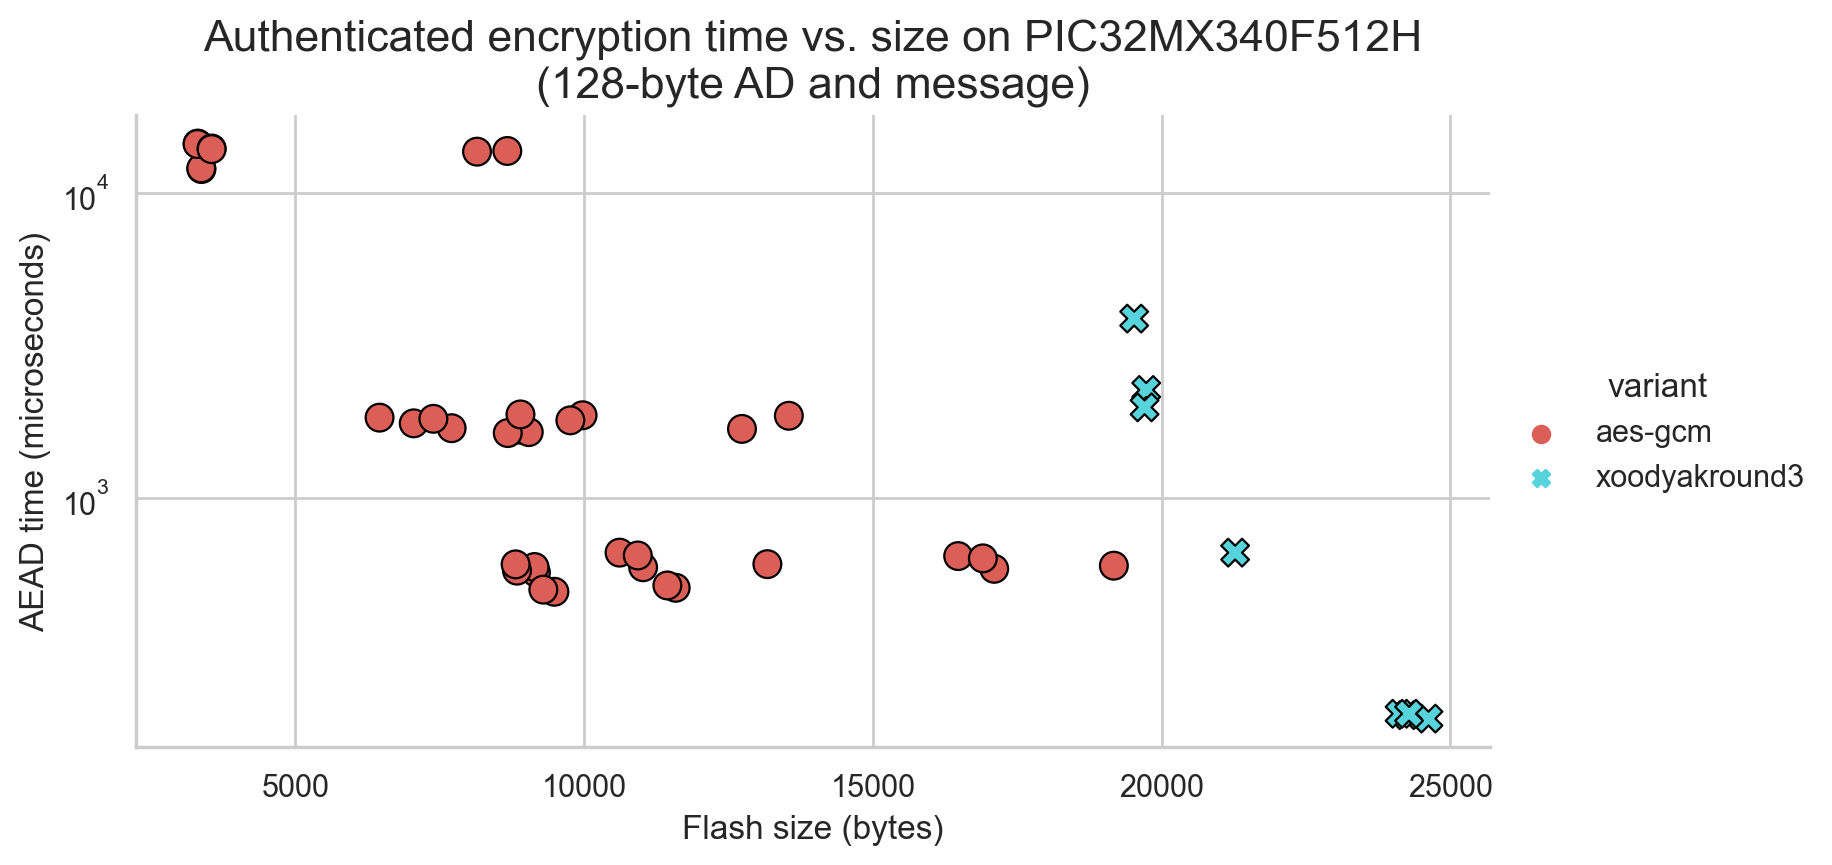 Authenticated encryption time vs. size on PIC32MX340F512H
(128-byte AD and message)
AEAD time (microseconds)
10^4
10^3
5000 10000 15000 20000 25000
Flash size (bytes)
variant
aes-gcm
xoodyakround3